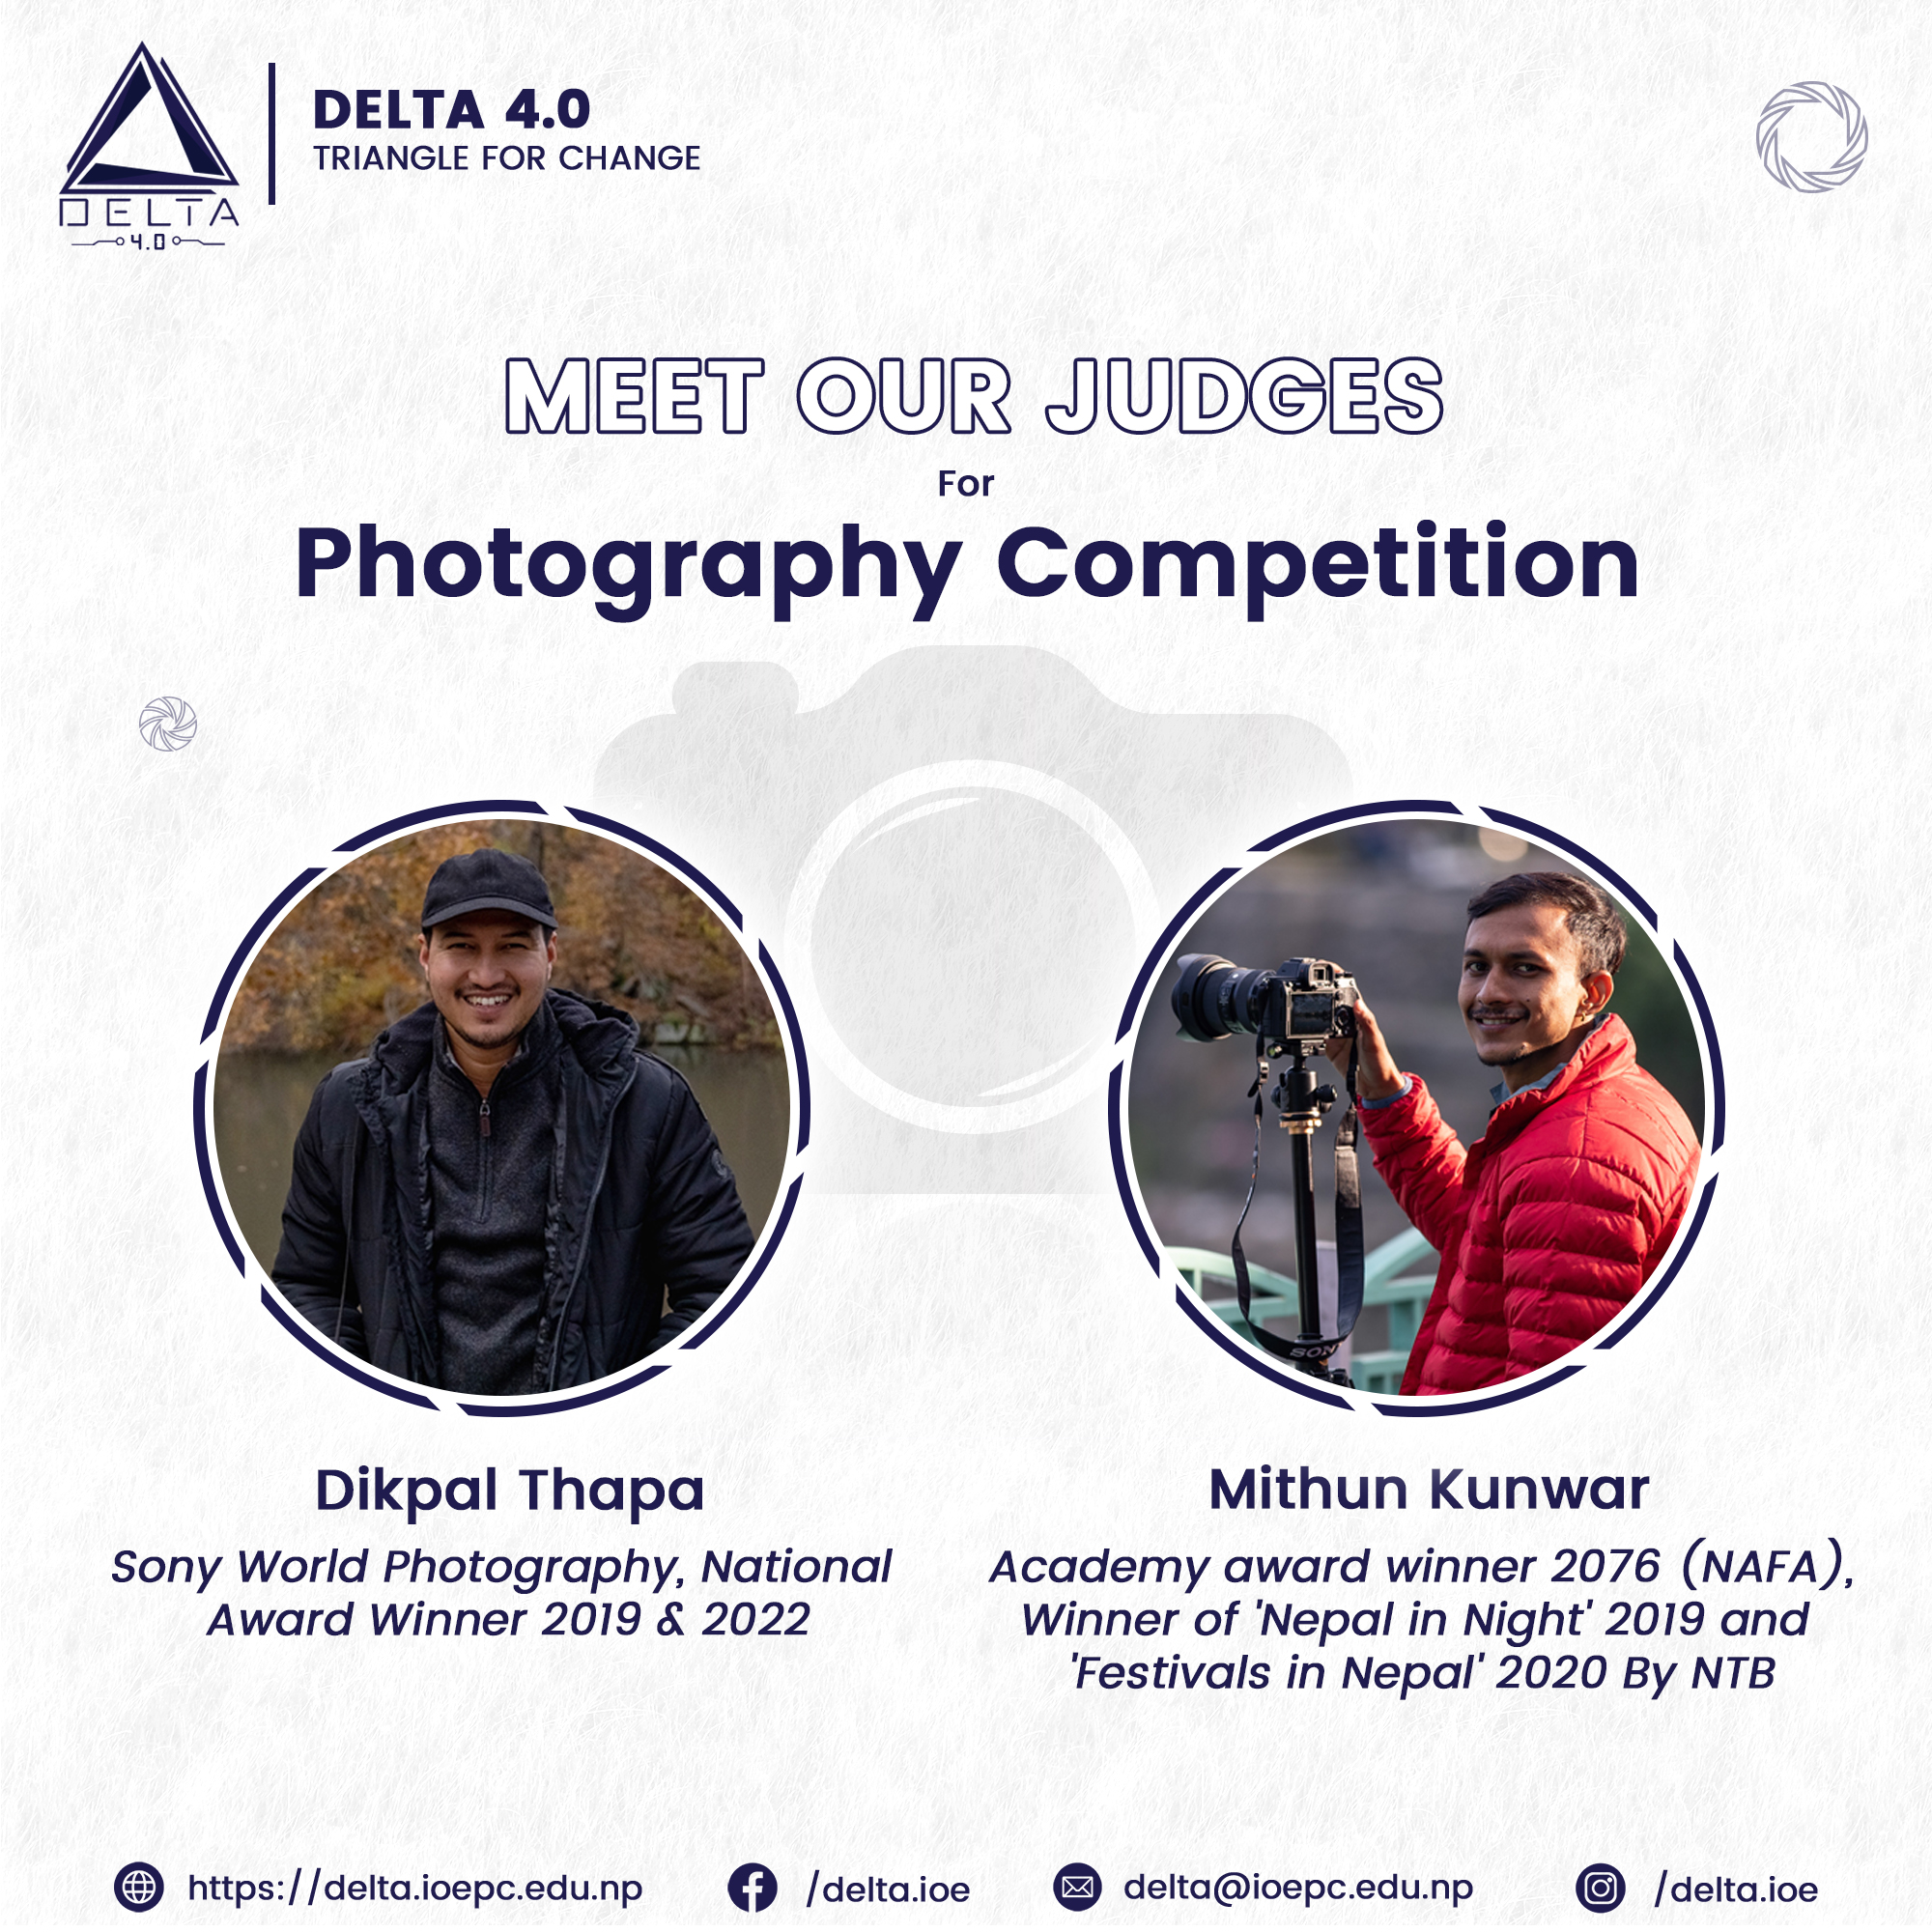 DELTA
4.0
DELTA 4.0
TRIANGLE FOR CHANGE
MEET OUR JUDGES
For
Photography Competition
SONY
Dikpal Thapa
Sony World Photography, National
Award Winner 2019 & 2022
Mithun Kunwar
Academy award winner 2076 (NAFA),
Winner of 'Nepal in Night' 2019 and
'Festivals in Nepal' 2020 By NTB
https://delta.ioepc.edu.np
/delta.ioe
delta@ioepc.edu.np
/delta.ioe